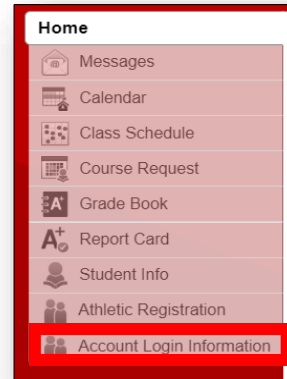 Home
Messages
Calendar
Class Schedule
Course Request
Grade Book
Report Card
Student Info
Athletic Registration
Account Login Information